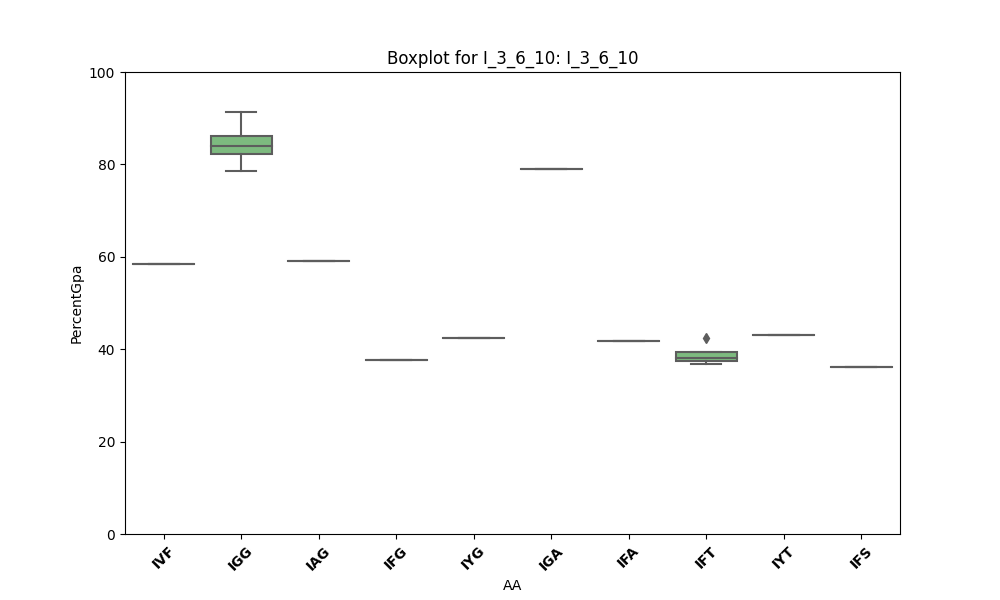 Boxplot for I_3_6_10: I_3_6_10
100
80
60
40
20
0
PercentGpa
IVF
IGG
IAG
IFG
IYG
IGA
IFA
IFT
IYT
IFS
AA